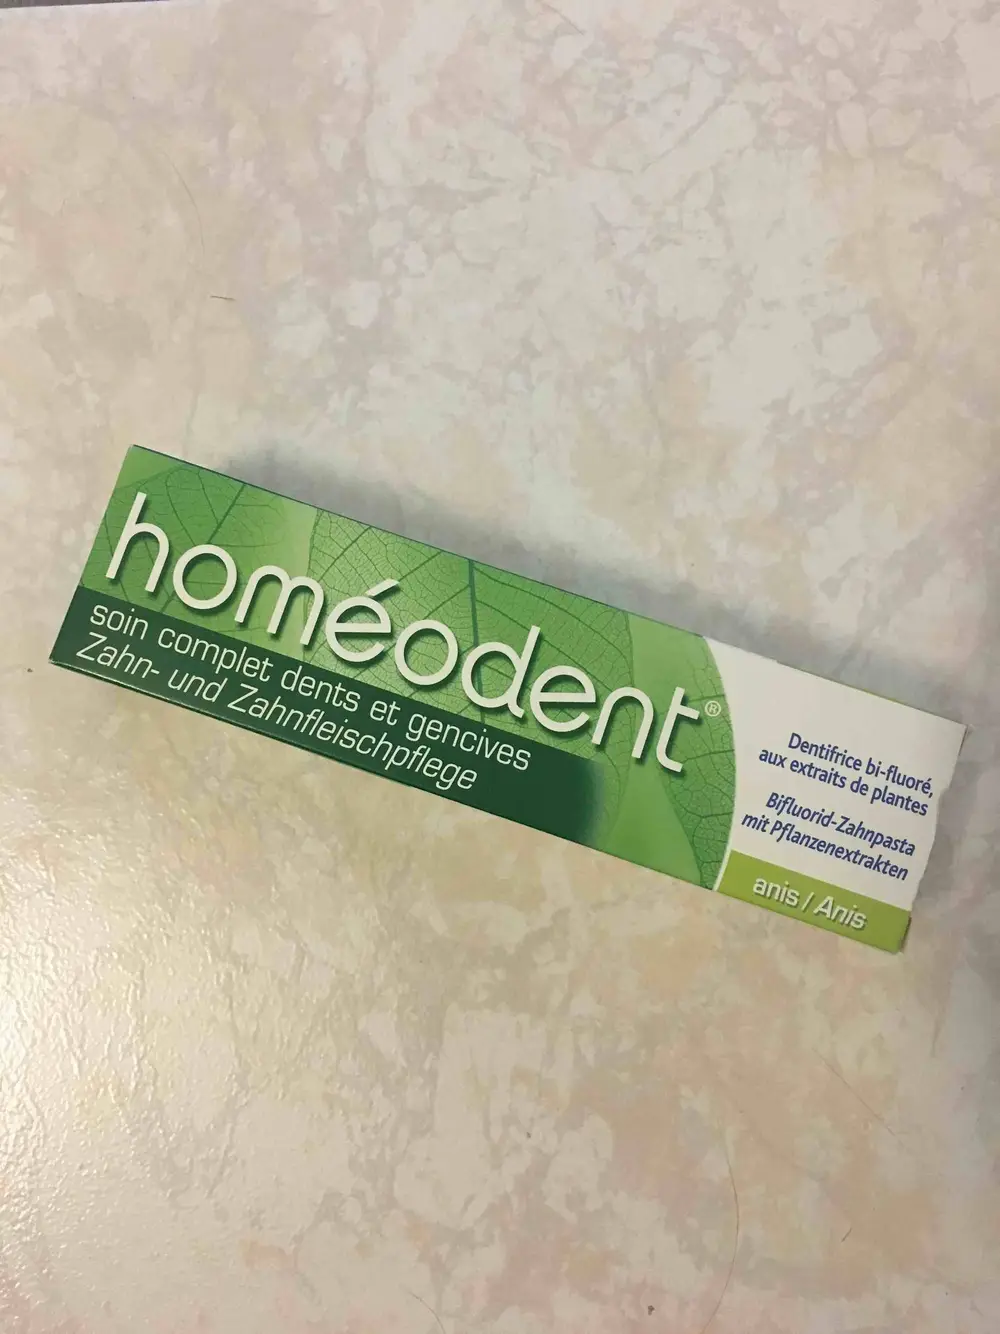 homéodent®
soin complet dents et gencives
Zahn- und Zahnfleischpflege
Dentifrice bi-fluoré,
aux extraits de plantes
Bifluorid-Zahnpasta
mit Pflanzenextrakten
anis / Anis